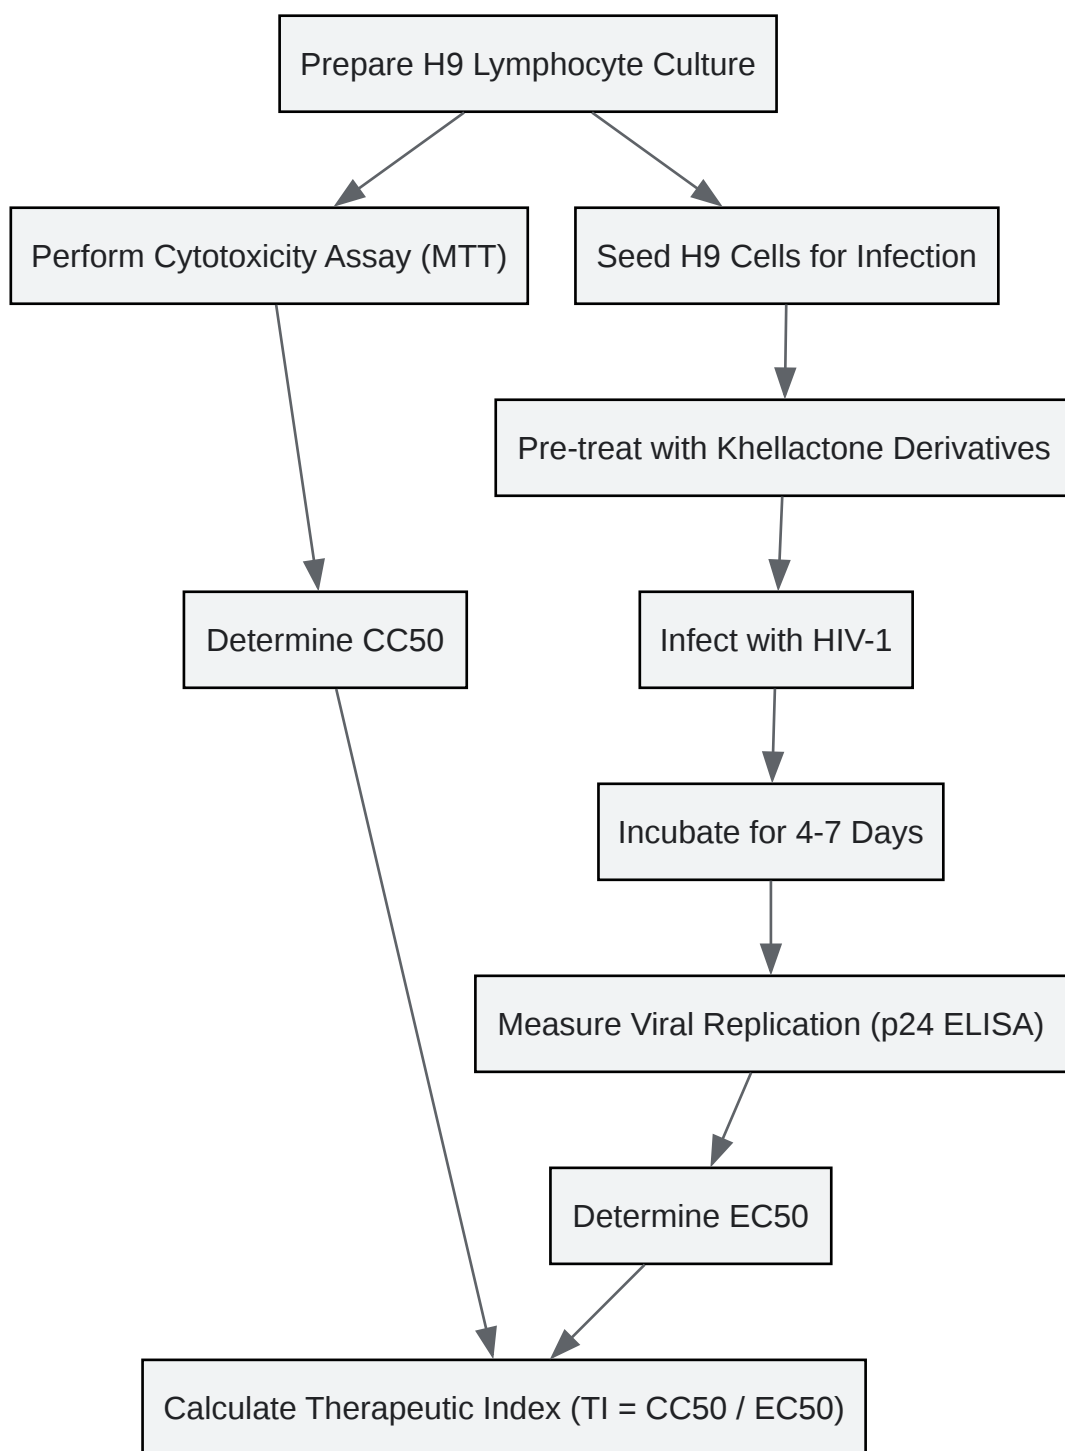 Prepare H9 Lymphocyte Culture
Perform Cytotoxicity Assay (MTT)
Seed H9 Cells for Infection
Pre-treat with Khellactone Derivatives
Determine CC50
Infect with HIV-1
Incubate for 4-7 Days
Measure Viral Replication (p24 ELISA)
Determine EC50
Calculate Therapeutic Index (TI = CC50 / EC50)